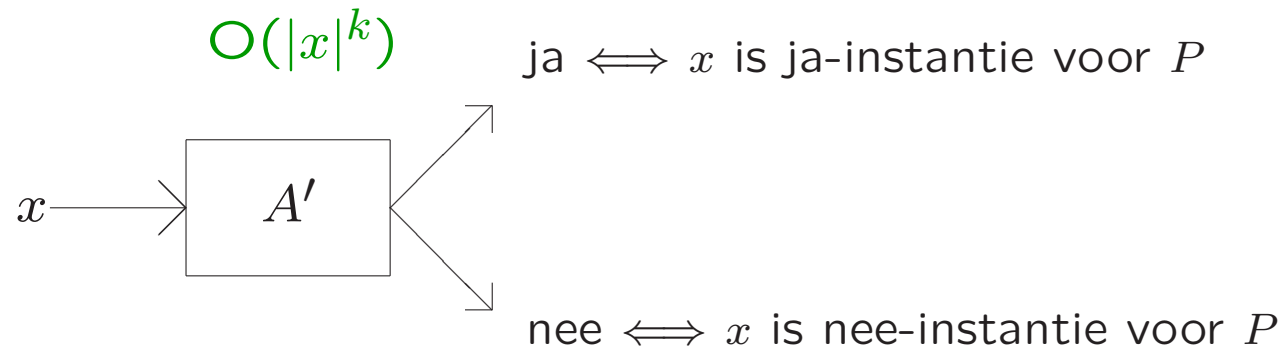 O(|x|^k)
ja ⟺ x is ja-instantie voor P
x
A′
nee ⟺ x is nee-instantie voor P